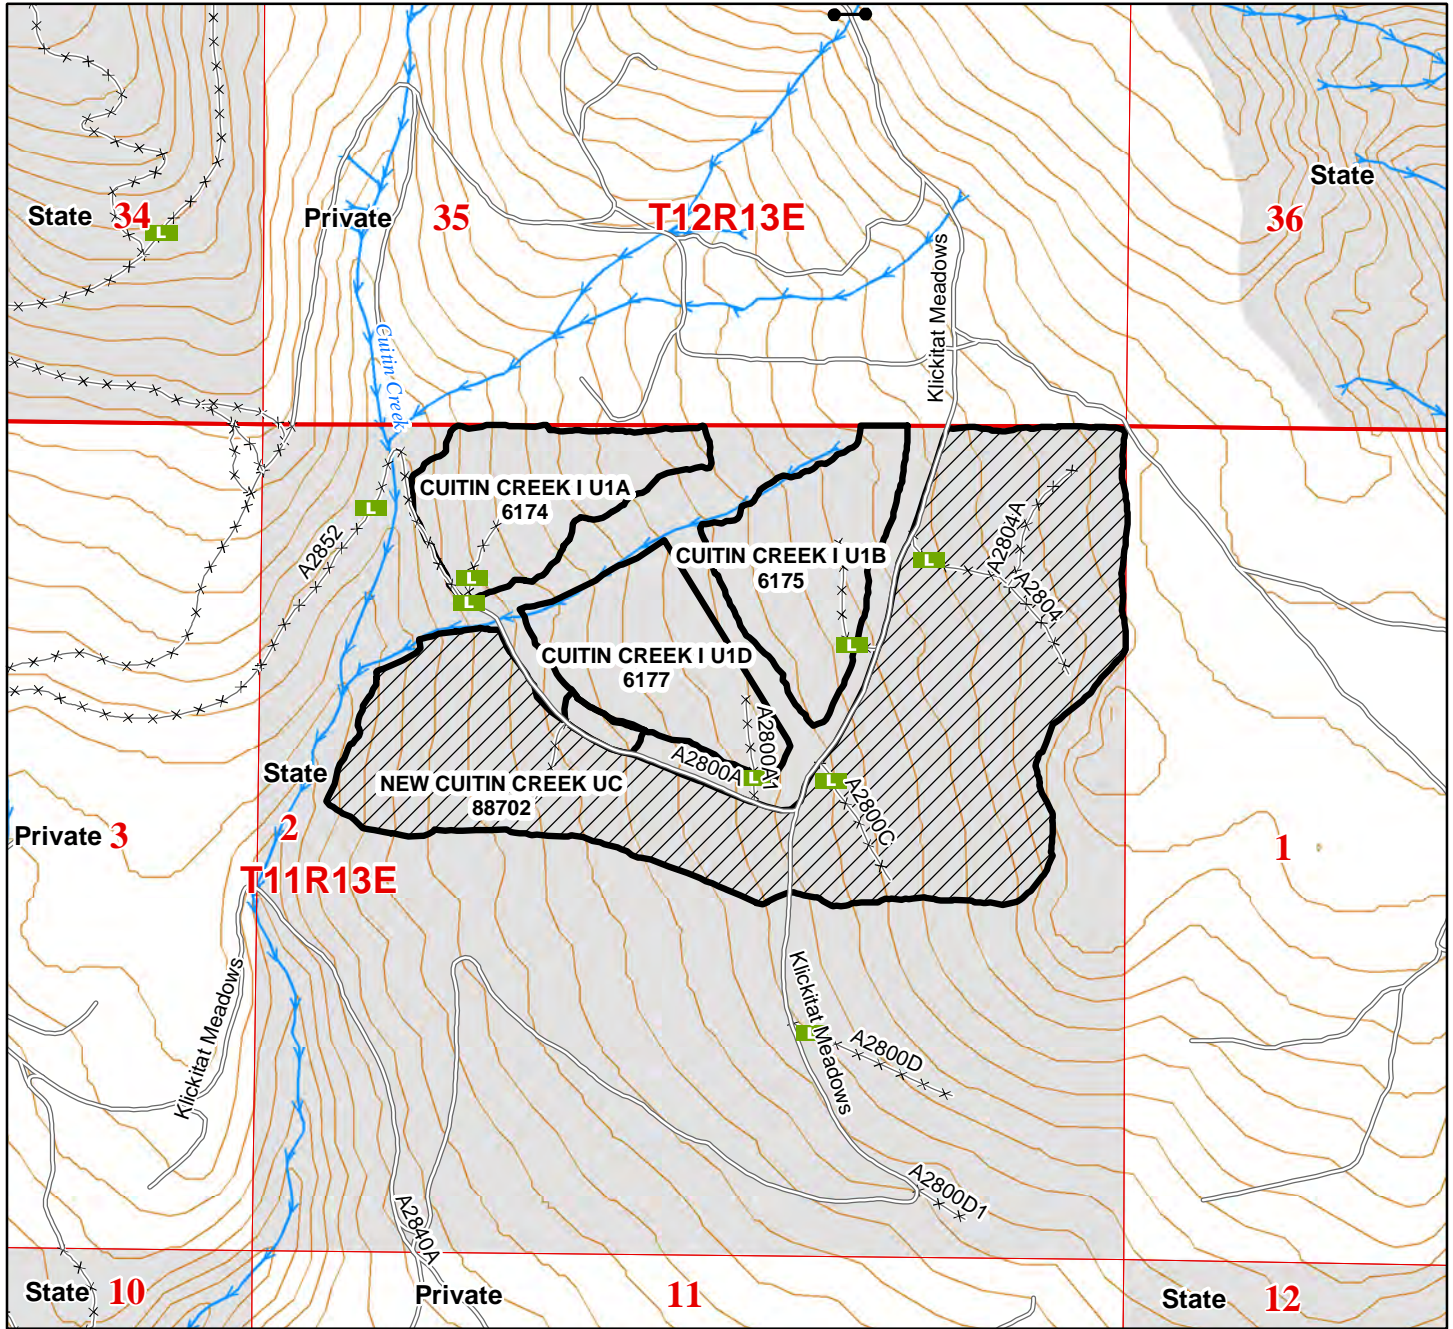 State 34
L
Private 35
T12R13E
State
36
Klickitat Meadows
Cuitin Creek
CUITIN CREEK I U1A
6174
L
A2852
L
L
CUITIN CREEK I U1B
6175
L
A2804A
A2804
L
CUITIN CREEK I U1D
6177
L
A2800A
A2800A1
L
L
A2800C
NEW CUITIN CREEK UC
88702
State
2
Private 3
1
T11R13E
Klickitat Meadows
Klickitat Meadows
L
A2800D
A2800D1
A2840A
State 10
Private
11
State 12